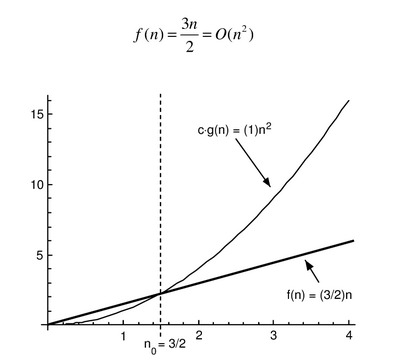 f(n) = 3n/2 = O(n²)
15
c·g(n) = (1)n²
10
5
f(n) = (3/2)n
1
2
3
4
n₀ = 3/2